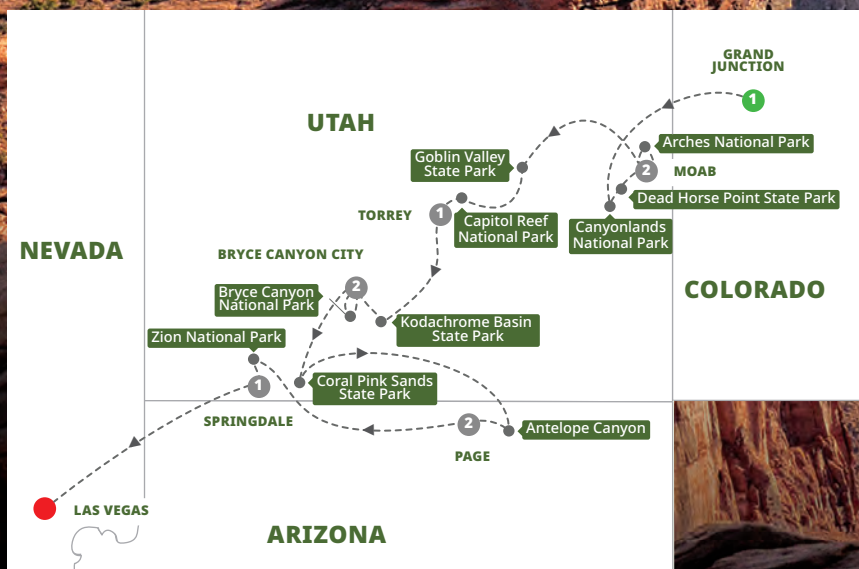 GRAND
JUNCTION
1
UTAH
Arches National Park
Goblin Valley
State Park
2
MOAB
Dead Horse Point State Park
TORREY
1
Capitol Reef
National Park
Canyonlands
National Park
NEVADA
BRYCE CANYON CITY
COLORADO
2
Bryce Canyon
National Park
Kodachrome Basin
State Park
Zion National Park
1
Coral Pink Sands
State Park
SPRINGDALE
2
Antelope Canyon
PAGE
LAS VEGAS
ARIZONA